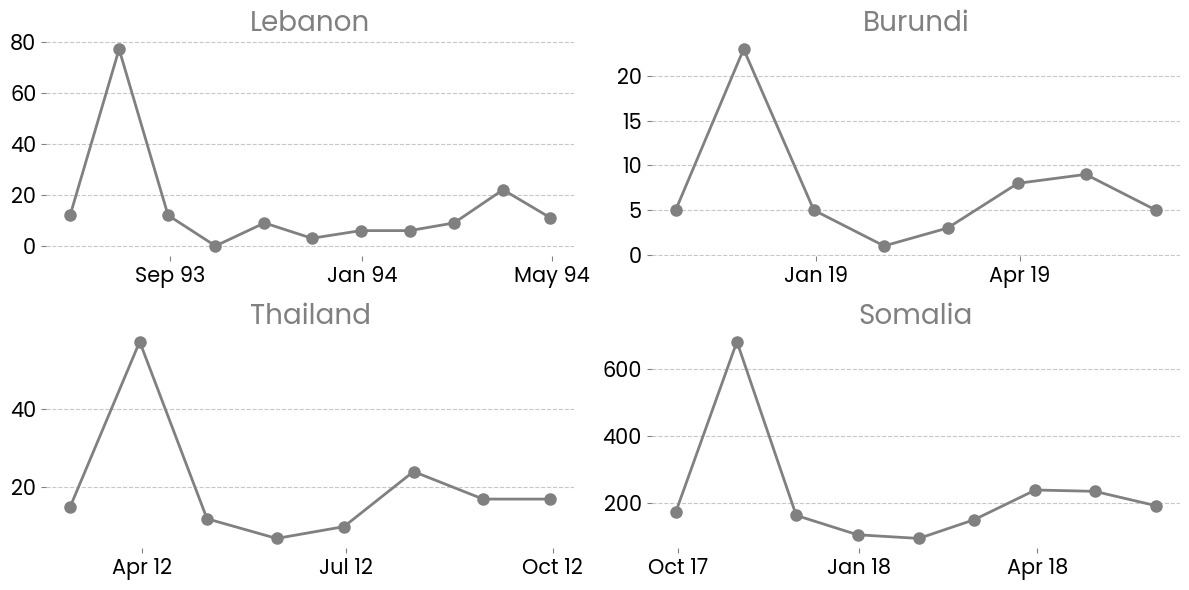 Lebanon
80
60
40
20
0
Sep 93 Jan 94 May 94
Burundi
20
15
10
5
0
Jan 19 Apr 19
Thailand
40
20
Apr 12 Jul 12 Oct 12
Somalia
600
400
200
Oct 17 Jan 18 Apr 18